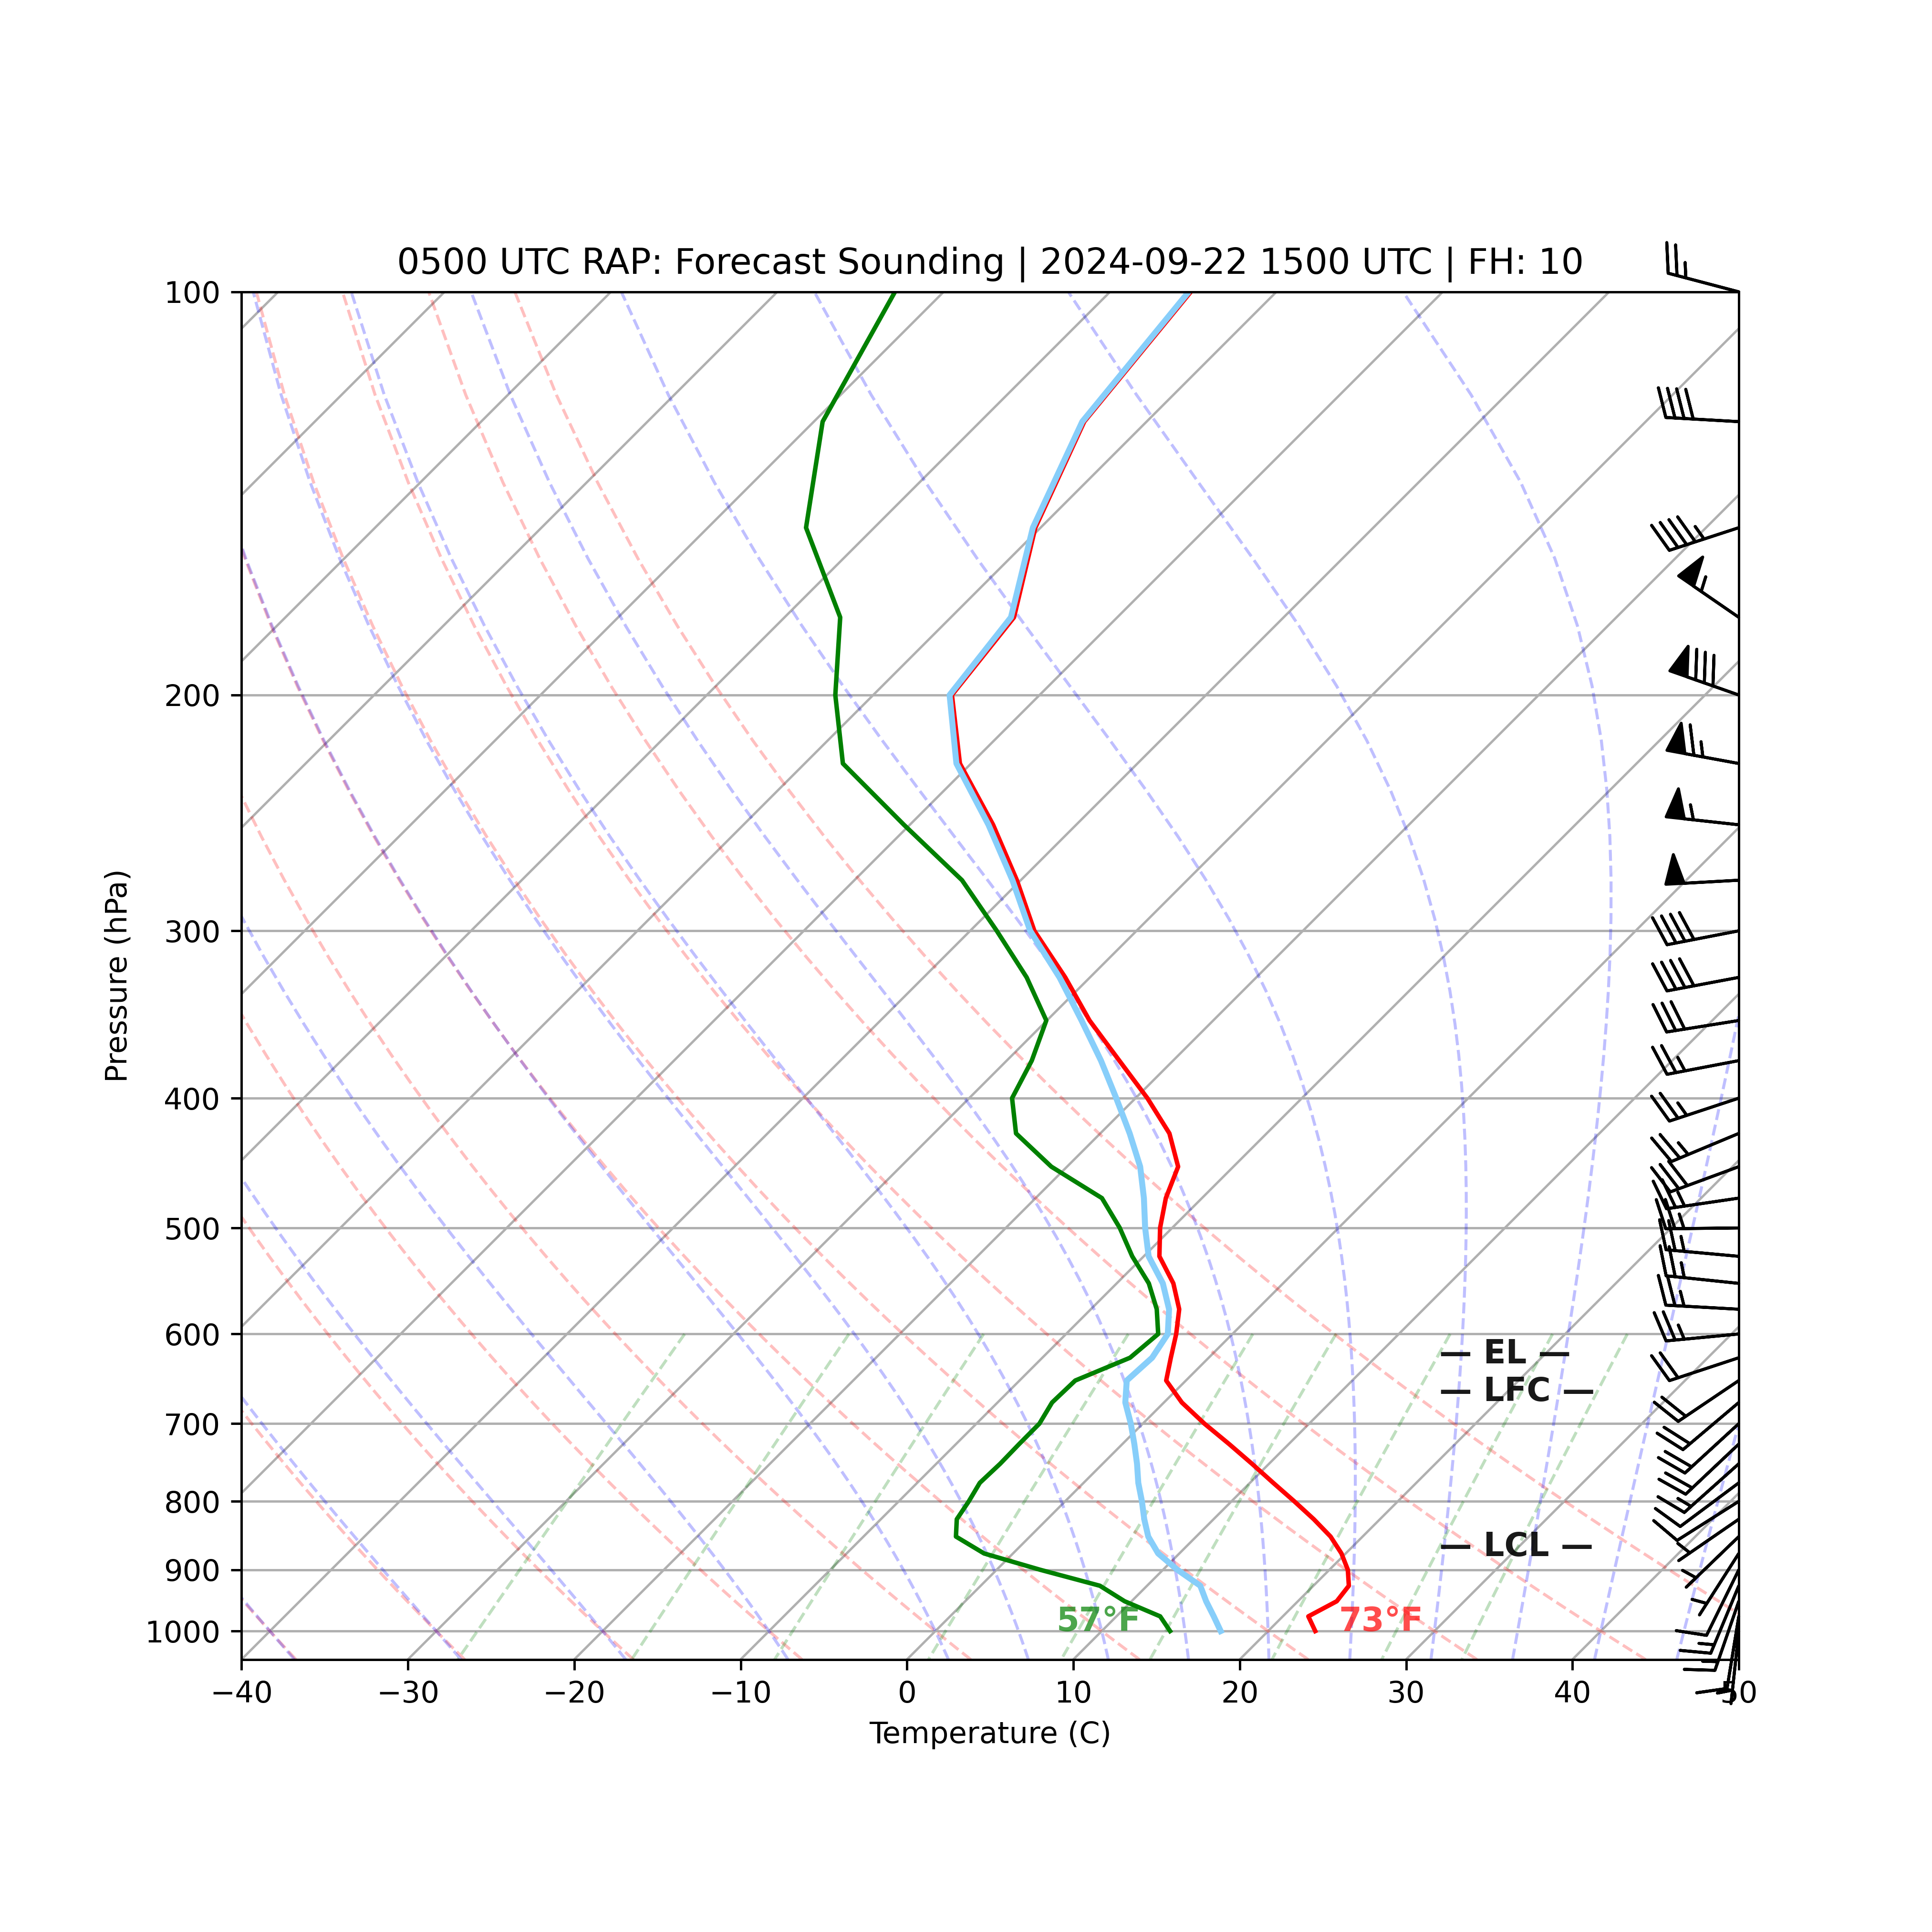 0500 UTC RAP: Forecast Sounding | 2024-09-22 1500 UTC | FH: 10
100
200
300
400
500
600
700
800
900
1000
Pressure (hPa)
— EL —
— LFC —
— LCL —
57°F
73°F
−40 −30 −20 −10 0 10 20 30 40 50
Temperature (C)